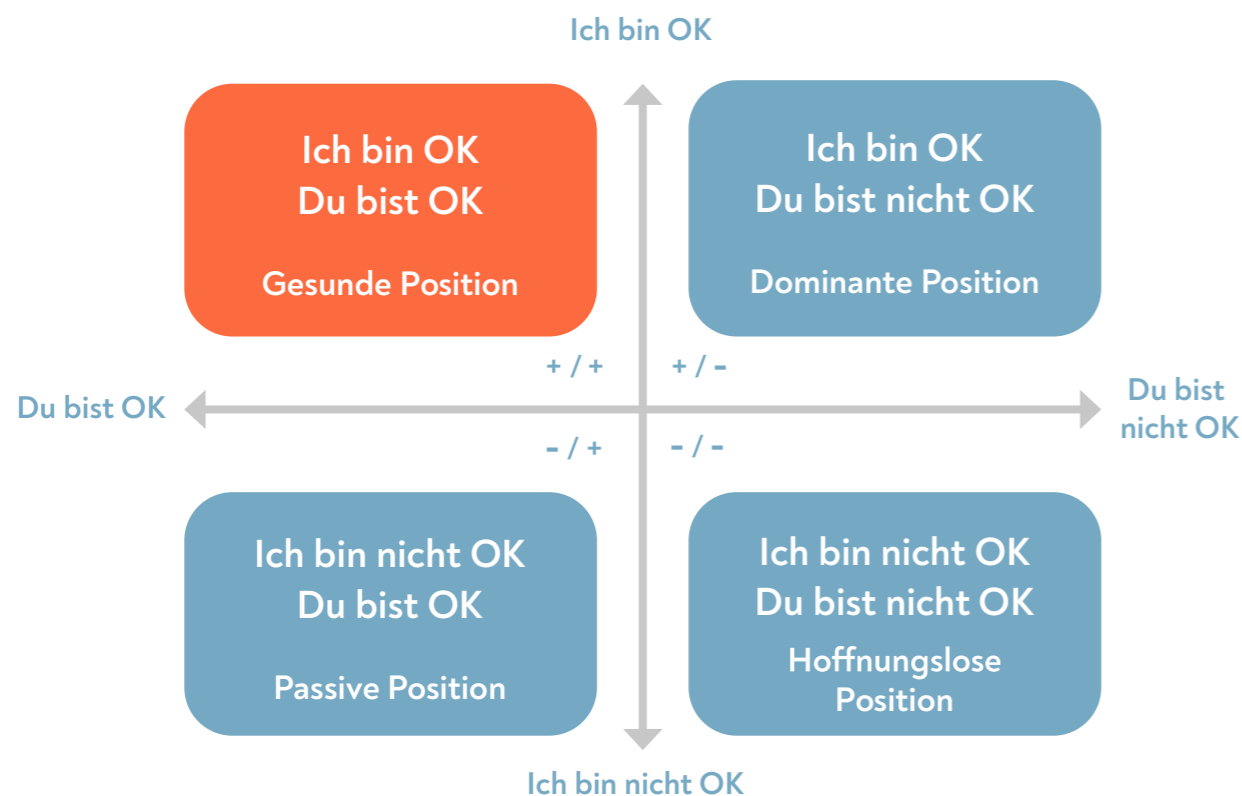 Ich bin OK
Ich bin OK
Du bist OK
Gesunde Position
Ich bin OK
Du bist nicht OK
Dominante Position
+ / +
+ / -
Du bist OK
Du bist
nicht OK
- / +
- / -
Ich bin nicht OK
Du bist OK
Passive Position
Ich bin nicht OK
Du bist nicht OK
Hoffnungslose
Position
Ich bin nicht OK